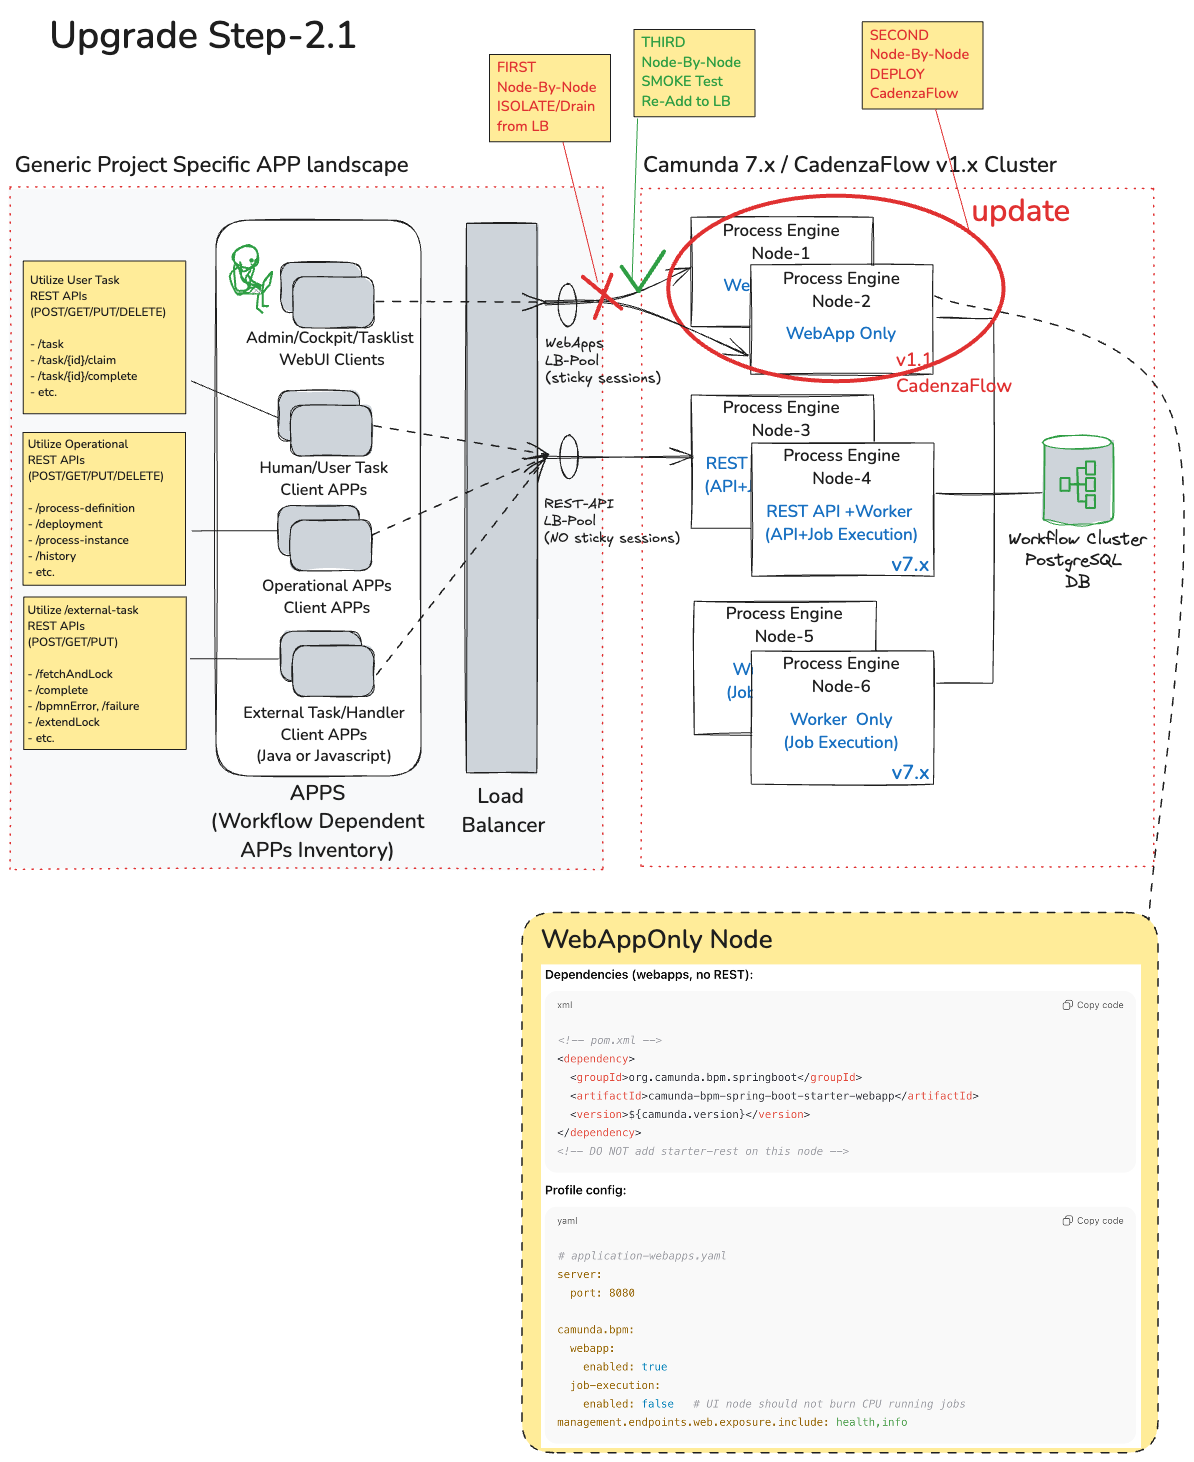 Upgrade Step-2.1
FIRST
Node-By-Node
ISOLATE/Drain
from LB
THIRD
Node-By-Node
SMOKE Test
Re-Add to LB
SECOND
Node-By-Node
DEPLOY
CadenzaFlow
Generic Project Specific APP landscape
Camunda 7.x / CadenzaFlow v1.x Cluster
update
Utilize User Task
REST APIs
(POST/GET/PUT/DELETE)
- /task
- /task/{id}/claim
- /task/{id}/complete
- etc.
Utilize Operational
REST APIs
(POST/GET/PUT/DELETE)
- /process-definition
- /deployment
- /process-instance
- /history
- etc.
Utilize /external-task
REST APIs
(POST/GET/PUT)
- /fetchAndLock
- /complete
- /bpmnError, /failure
- /extendLock
- etc.
Admin/Cockpit/Tasklist
WebUI Clients
Human/User Task
Client APPs
Operational APPs
Client APPs
External Task/Handler
Client APPs
(Java or Javascript)
APPS
(Workflow Dependent
APPs Inventory)
Load
Balancer
WebApps
LB-Pool
(sticky sessions)
REST-API
LB-Pool
(NO sticky sessions)
Process Engine
Node-1
We
Process Engine
Node-2
WebApp Only
v1.1
CadenzaFlow
Process Engine
Node-3
REST
(API+J
Process Engine
Node-4
REST API +Worker
(API+Job Execution)
v7.x
Process Engine
Node-5
W
(Job
Process Engine
Node-6
Worker Only
(Job Execution)
v7.x
Workflow Cluster
PostgreSQL
DB
WebAppOnly Node
Dependencies (webapps, no REST):
xml
Copy code
<!-- pom.xml -->
<dependency>
<groupId>org.camunda.bpm.springboot</groupId>
<artifactId>camunda-bpm-spring-boot-starter-webapp</artifactId>
<version>${camunda.version}</version>
</dependency>
<!-- DO NOT add starter-rest on this node -->
Profile config:
yaml
Copy code
# application-webapps.yaml
server:
port: 8080
camunda.bpm:
webapp:
enabled: true
job-execution:
enabled: false # UI node should not burn CPU running jobs
management.endpoints.web.exposure.include: health,info